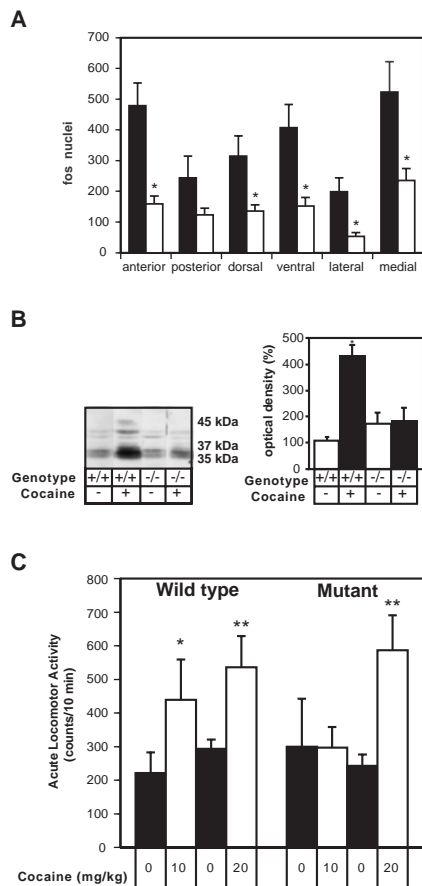 A
700
600
500
400
300
200
100
0
fos nuclei
* * * * *
anterior posterior dorsal ventral lateral medial
B
45 kDa
37 kDa
35 kDa
Genotype +/+ +/+ -/- -/-
Cocaine - + - +
500
400
300
200
100
0
optical density (%)
*
Genotype +/+ +/+ -/- -/-
Cocaine - + - +
C
800
700
600
500
400
300
200
100
0
Acute Locomotor Activity
(counts/10 min)
Wild type Mutant
* ** **
Cocaine (mg/kg) 0 10 0 20 0 10 0 20